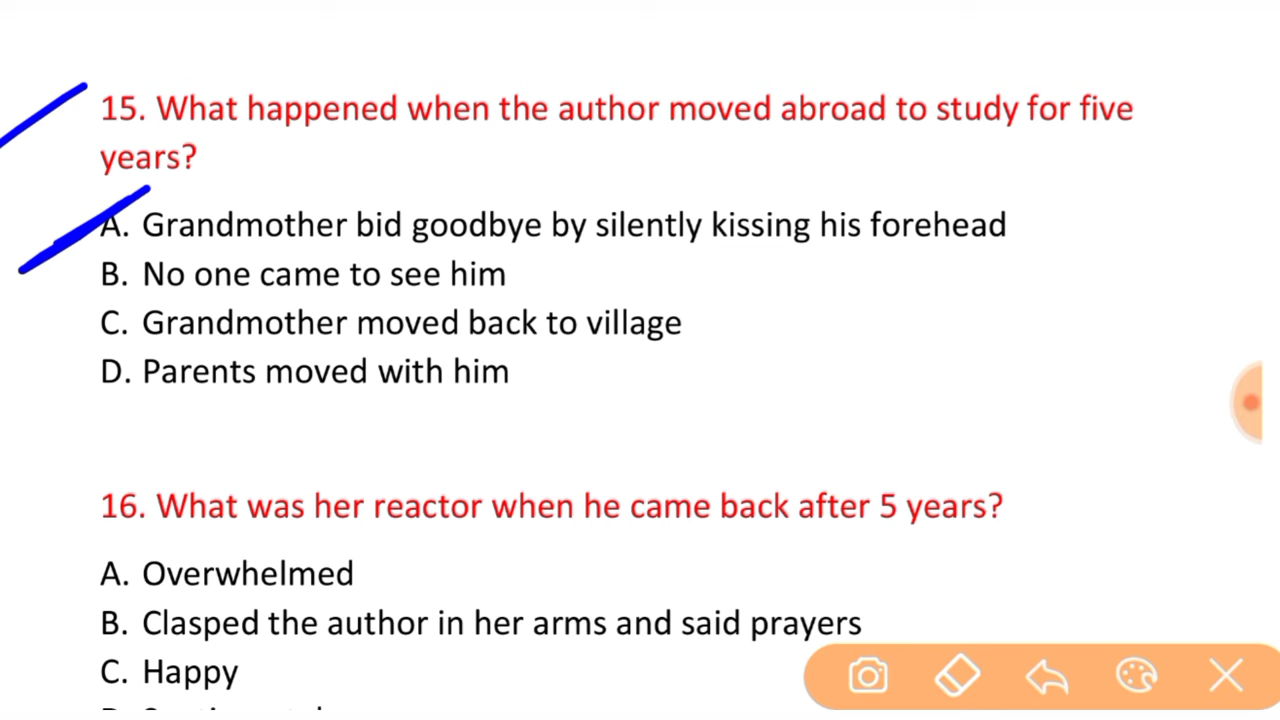 15. What happened when the author moved abroad to study for five
years?
A. Grandmother bid goodbye by silently kissing his forehead
B. No one came to see him
C. Grandmother moved back to village
D. Parents moved with him
16. What was her reactor when he came back after 5 years?
A. Overwhelmed
B. Clasped the author in her arms and said prayers
C. Happy